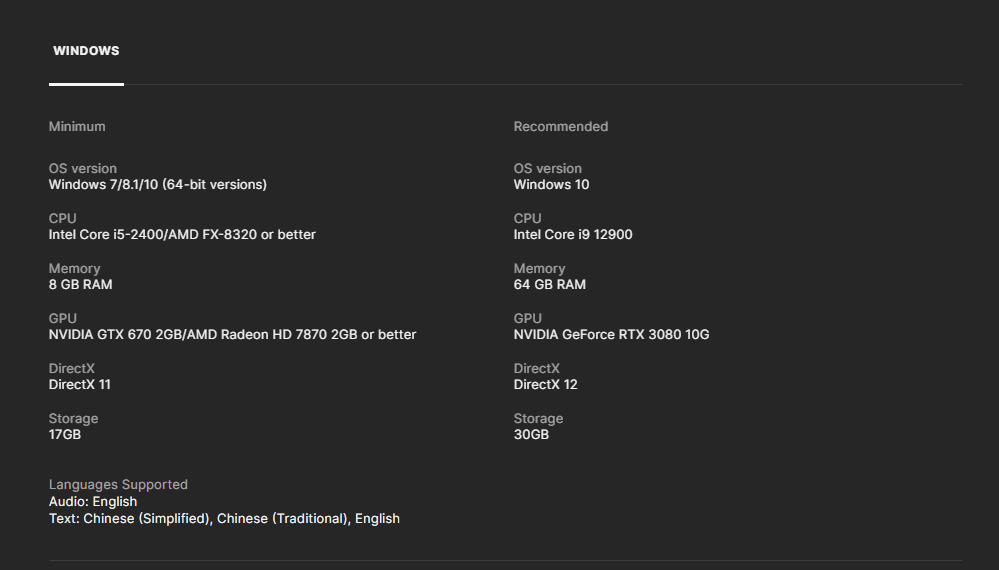 WINDOWS
Minimum
OS version
Windows 7/8.1/10 (64-bit versions)
CPU
Intel Core i5-2400/AMD FX-8320 or better
Memory
8 GB RAM
GPU
NVIDIA GTX 670 2GB/AMD Radeon HD 7870 2GB or better
DirectX
DirectX 11
Storage
17GB
Recommended
OS version
Windows 10
CPU
Intel Core i9 12900
Memory
64 GB RAM
GPU
NVIDIA GeForce RTX 3080 10G
DirectX
DirectX 12
Storage
30GB
Languages Supported
Audio: English
Text: Chinese (Simplified), Chinese (Traditional), English